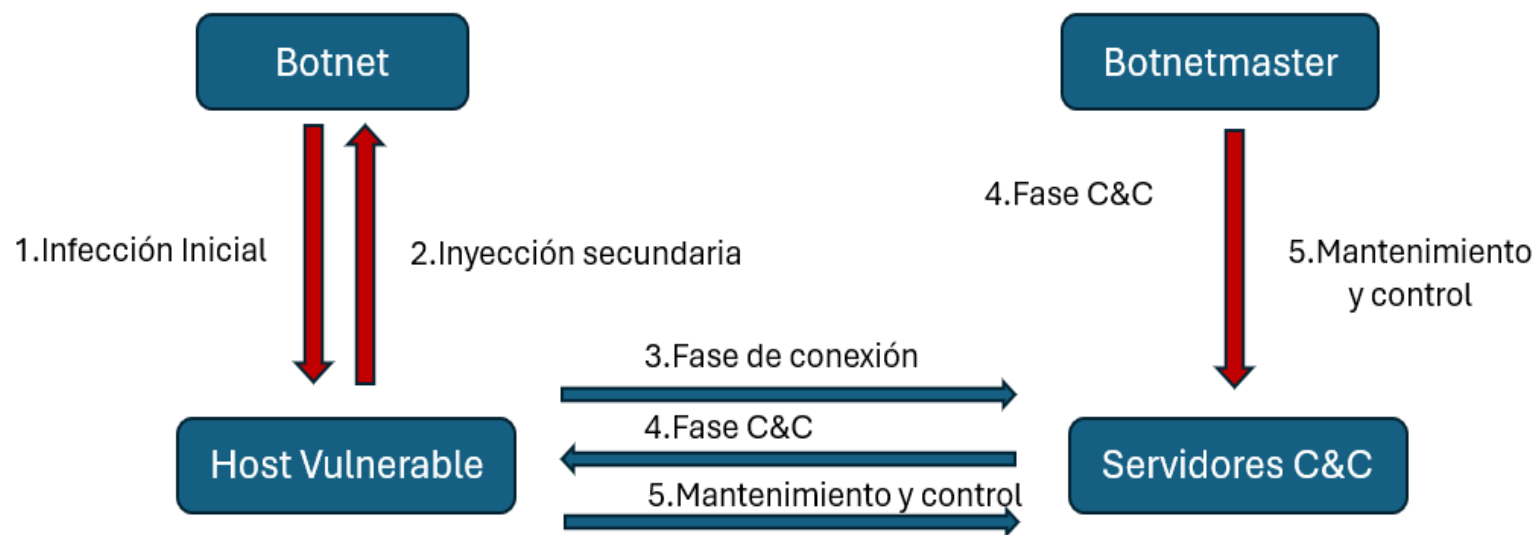 Botnet
Botnetmaster
4.Fase C&C
1.Infección Inicial
2.Inyección secundaria
5.Mantenimiento
y control
3.Fase de conexión
4.Fase C&C
Host Vulnerable
Servidores C&C
5.Mantenimiento y control